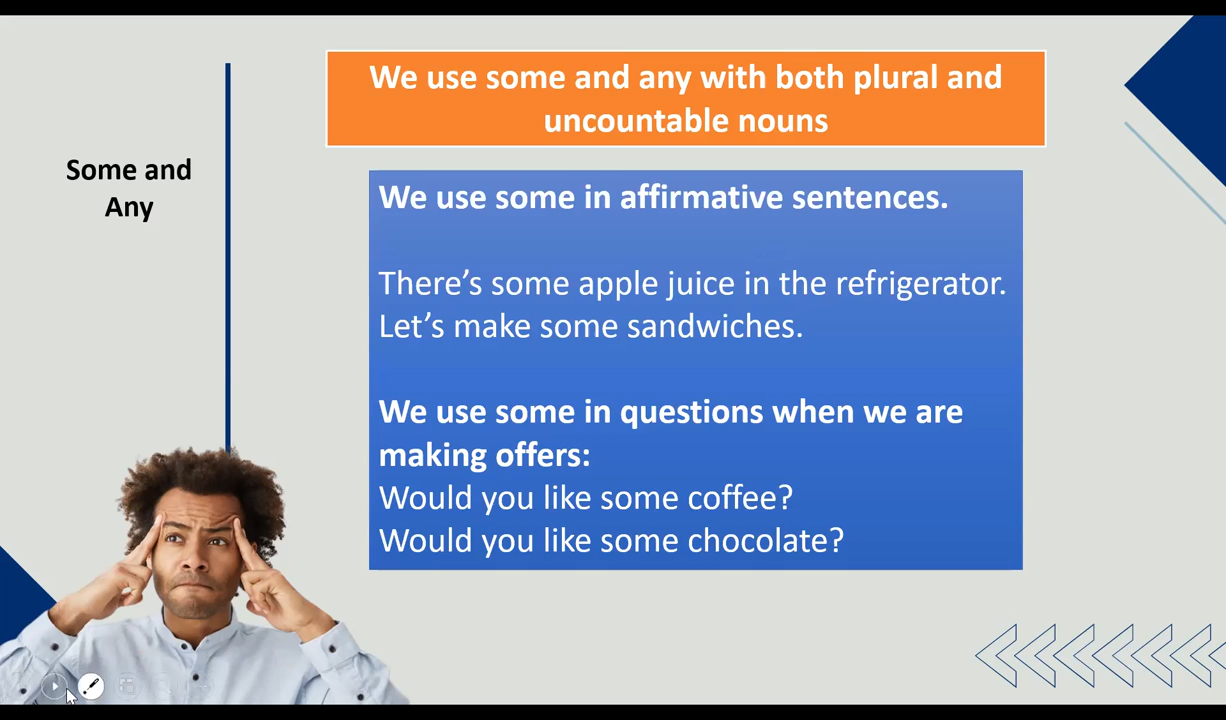 We use some and any with both plural and
uncountable nouns
Some and
Any
We use some in affirmative sentences.
There’s some apple juice in the refrigerator.
Let’s make some sandwiches.
We use some in questions when we are
making offers:
Would you like some coffee?
Would you like some chocolate?